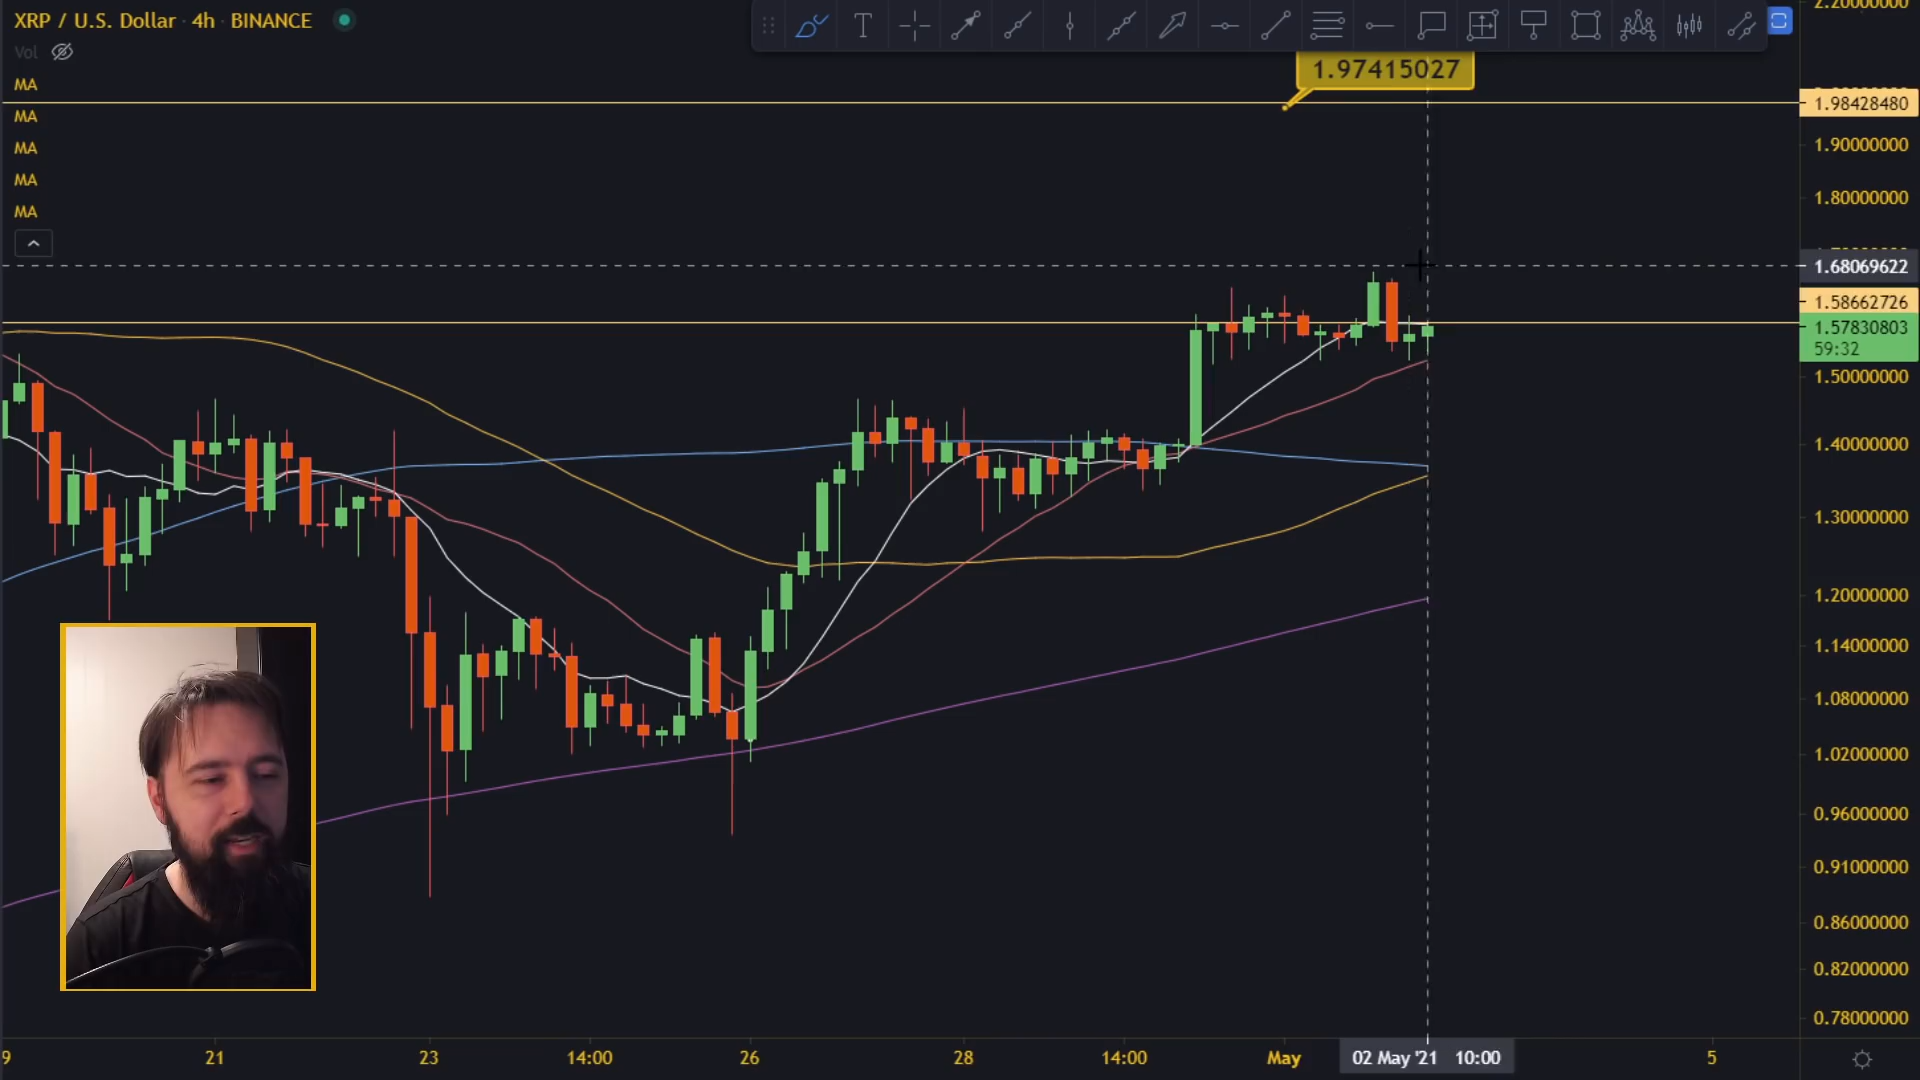 XRP / U.S. Dollar · 4h · BINANCE
Vol
MA
MA
MA
MA
MA
T
1.97415027
1.98428480
1.90000000
1.80000000
1.68069622
1.58662726
1.57830803
59:32
1.50000000
1.40000000
1.30000000
1.20000000
1.14000000
1.08000000
1.02000000
0.96000000
0.91000000
0.86000000
0.82000000
0.78000000
9 21 23 14:00 26 28 14:00 May 02 May '21 10:00 5